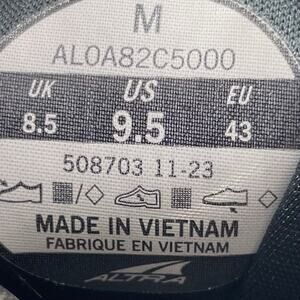 M
AL0A82C5000
UK US EU
8.5 9.5 43
508703 11-23
MADE IN VIETNAM
FABRIQUE EN VIETNAM
ALTRA